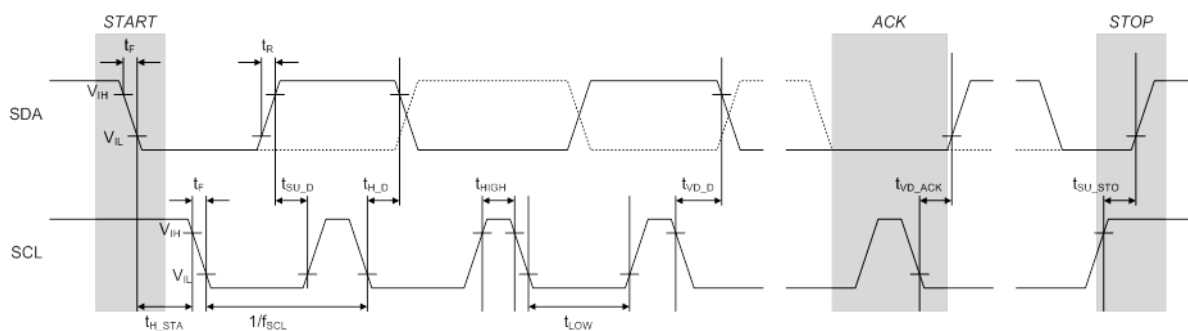 START ACK STOP
tF tR
VIH
SDA
VIL
tF tSU_D tH_D tHIGH tVD_D tVD_ACK tSU_STO
VIH
SCL
VIL
tH_STA 1/fSCL tLOW